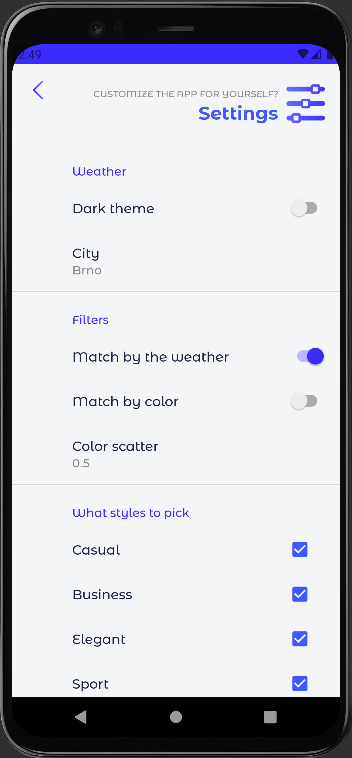 2:49
CUSTOMIZE THE APP FOR YOURSELF?
Settings
Weather
Dark theme
City
Brno
Filters
Match by the weather
Match by color
Color scatter
0.5
What styles to pick
Casual
Business
Elegant
Sport